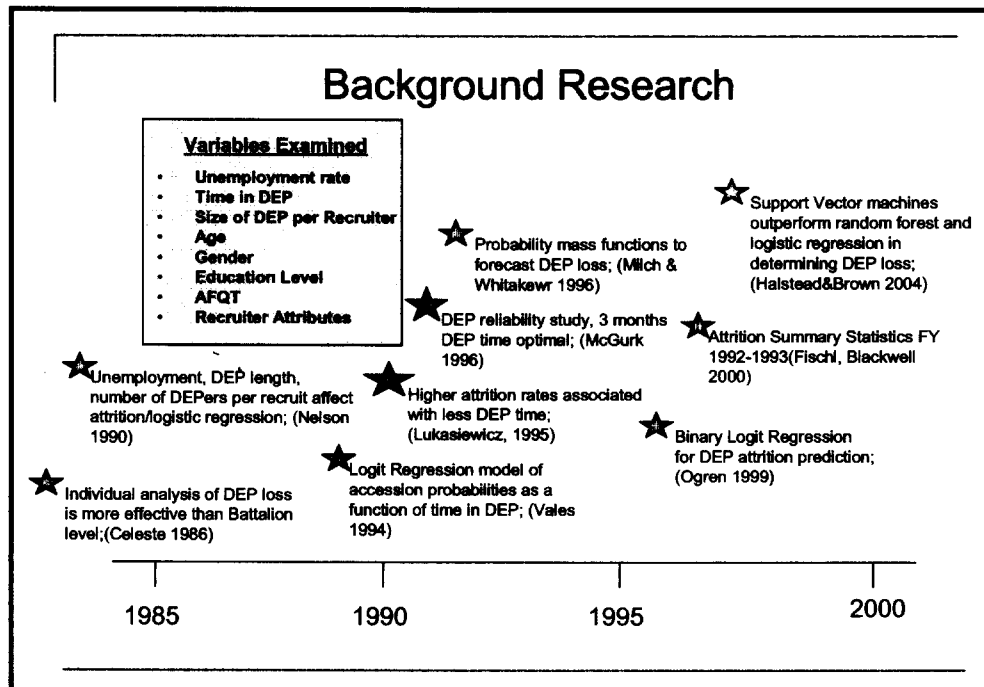 Background Research
Variables Examined
• Unemployment rate
• Time in DEP
• Size of DEP per Recruiter
• Age
• Gender
• Education Level
• AFQT
• Recruiter Attributes
Support Vector machines
outperform random forest and
logistic regression in
determining DEP loss;
(Halstead&Brown 2004)
Probability mass functions to
forecast DEP loss; (Milch &
Whitakewr 1996)
DEP reliability study, 3 months
DEP time optimal; (McGurk
1996)
Attrition Summary Statistics FY
1992-1993(Fischl, Blackwell
2000)
Unemployment, DEP length,
number of DEPers per recruit affect
attrition/logistic regression; (Nelson
1990)
Higher attrition rates associated
with less DEP time;
(Lukasiewicz, 1995)
Binary Logit Regression
for DEP attrition prediction;
(Ogren 1999)
Logit Regression model of
accession probabilities as a
function of time in DEP; (Vales
1994)
Individual analysis of DEP loss
is more effective than Battalion
level;(Celeste 1986)
1985
1990
1995
2000